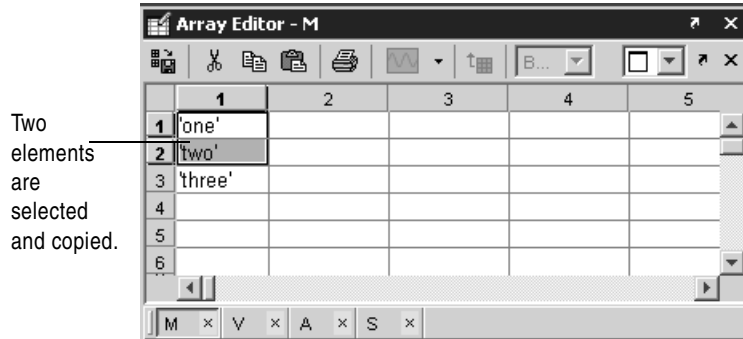 Array Editor - M
B...
1 2 3 4 5
Two
elements
are
selected
and copied.
1 'one'
2 'two'
3 'three'
4
5
6
M V A S